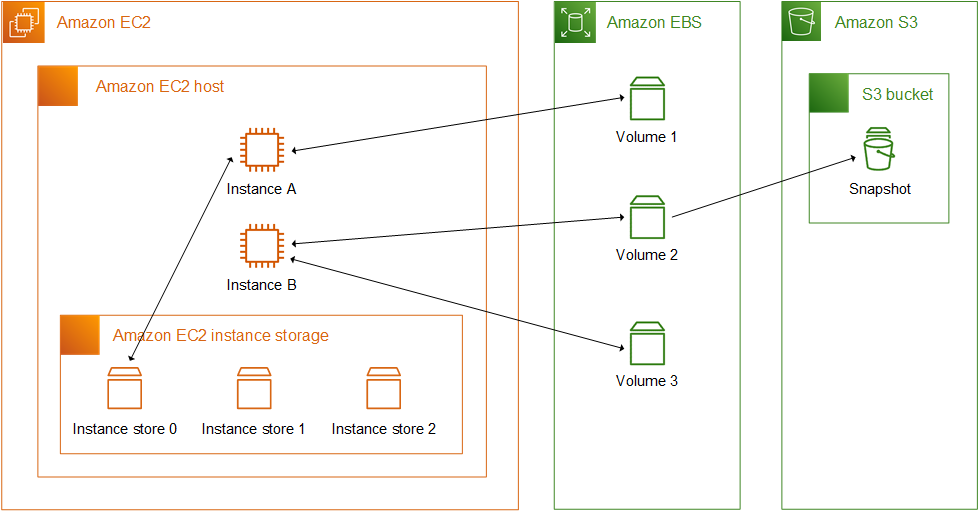 Amazon EC2
Amazon EBS
Amazon S3
Amazon EC2 host
S3 bucket
Volume 1
Instance A
Snapshot
Volume 2
Instance B
Amazon EC2 instance storage
Volume 3
Instance store 0
Instance store 1
Instance store 2